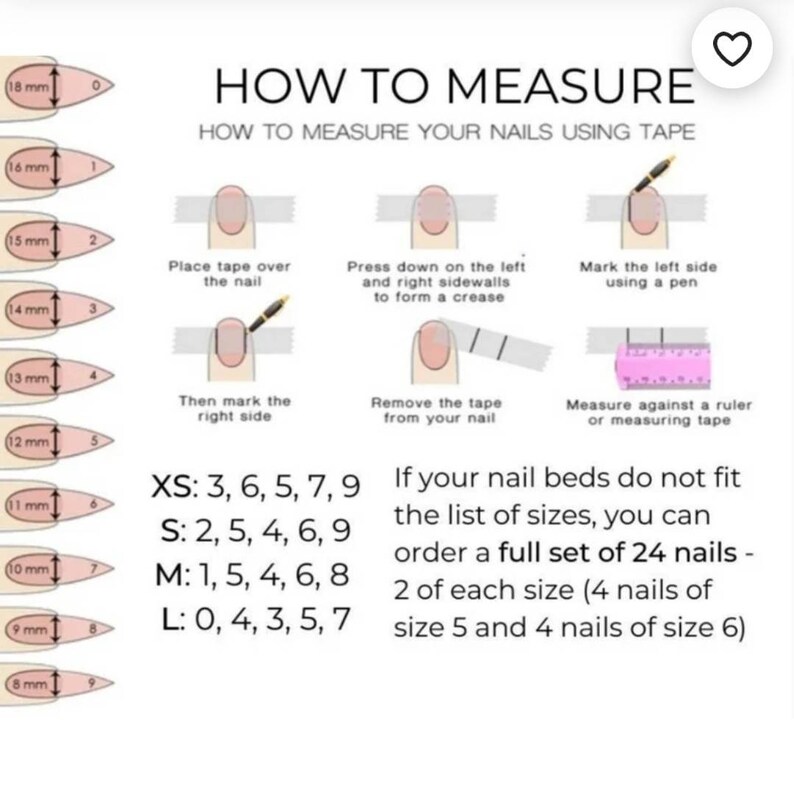 HOW TO MEASURE
HOW TO MEASURE YOUR NAILS USING TAPE
18 mm 0
16 mm 1
15 mm 2
14 mm 3
13 mm 4
12 mm 5
11 mm 6
10 mm 7
9 mm 8
8 mm 9
Place tape over
the nail
Press down on the left
and right sidewalls
to form a crease
Mark the left side
using a pen
Then mark the
right side
Remove the tape
from your nail
Measure against a ruler
or measuring tape
XS: 3, 6, 5, 7, 9
S: 2, 5, 4, 6, 9
M: 1, 5, 4, 6, 8
L: 0, 4, 3, 5, 7
If your nail beds do not fit
the list of sizes, you can
order a full set of 24 nails -
2 of each size (4 nails of
size 5 and 4 nails of size 6)